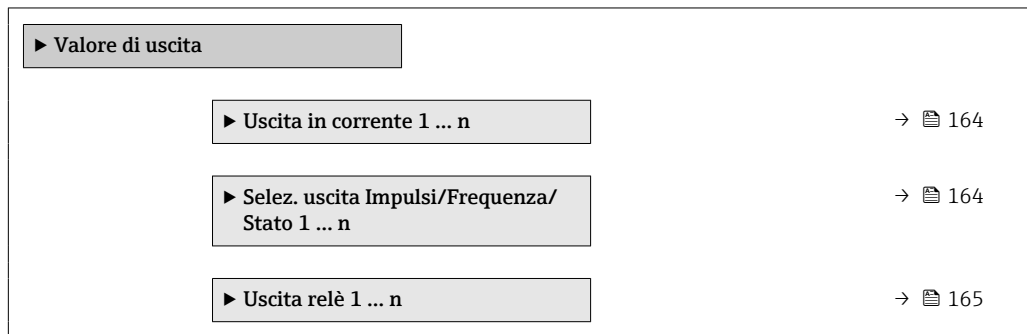 ▶ Valore di uscita
▶ Uscita in corrente 1 … n → 164
▶ Selez. uscita Impulsi/Frequenza/ → 164
Stato 1 … n
▶ Uscita relè 1 … n → 165